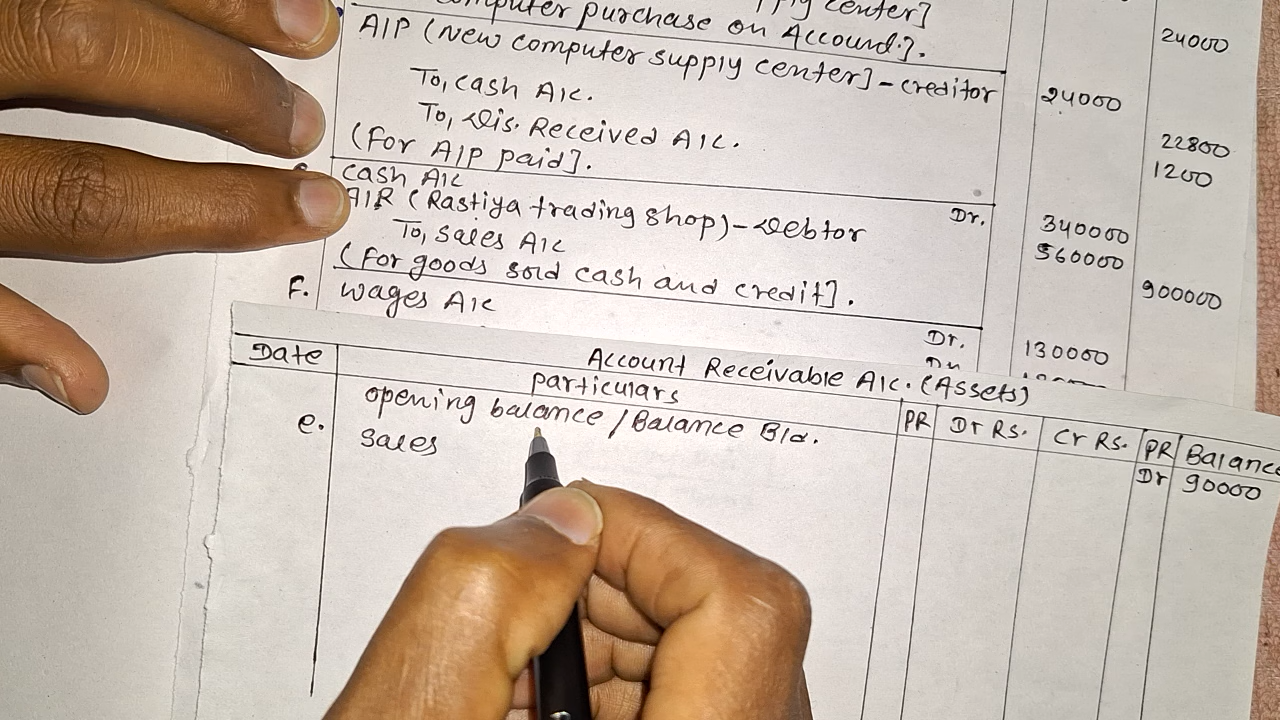 center]
computer purchase on Account].
24000
A/P (New computer supply center] - creditor
24000
To, cash A/c.
22800
To, Dis. Received A/c.
1200
(For A/P paid].
cash A/c Dr. 340000
A/R (Rastiya trading shop) - Debtor 560000
To, sales A/c 900000
(For goods sold cash and credit].
F. wages A/c Dr. 130000
Account Receivable A/c. (Assets)
Date particulars PR Dr Rs. Cr Rs. PR Balance
opening balance / Balance B/d. Dr 90000
e. Sales